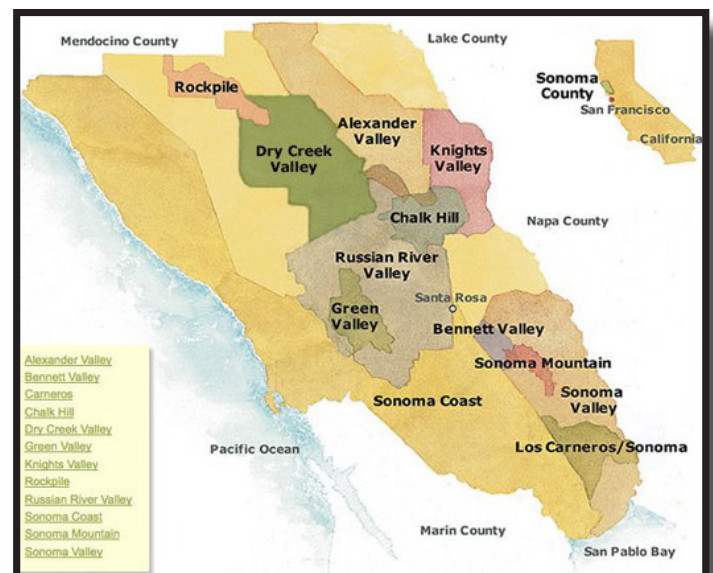 Mendocino County
Lake County
Sonoma
County
San Francisco
California
Rockpile
Alexander
Valley
Dry Creek
Valley
Knights
Valley
Chalk Hill
Napa County
Russian River
Valley
Santa Rosa
Green
Valley
Bennett Valley
Sonoma Mountain
Sonoma
Valley
Sonoma Coast
Los Carneros/Sonoma
Pacific Ocean
Marin County
San Pablo Bay
Alexander Valley
Bennett Valley
Carneros
Chalk Hill
Dry Creek Valley
Green Valley
Knights Valley
Rockpile
Russian River Valley
Sonoma Coast
Sonoma Mountain
Sonoma Valley